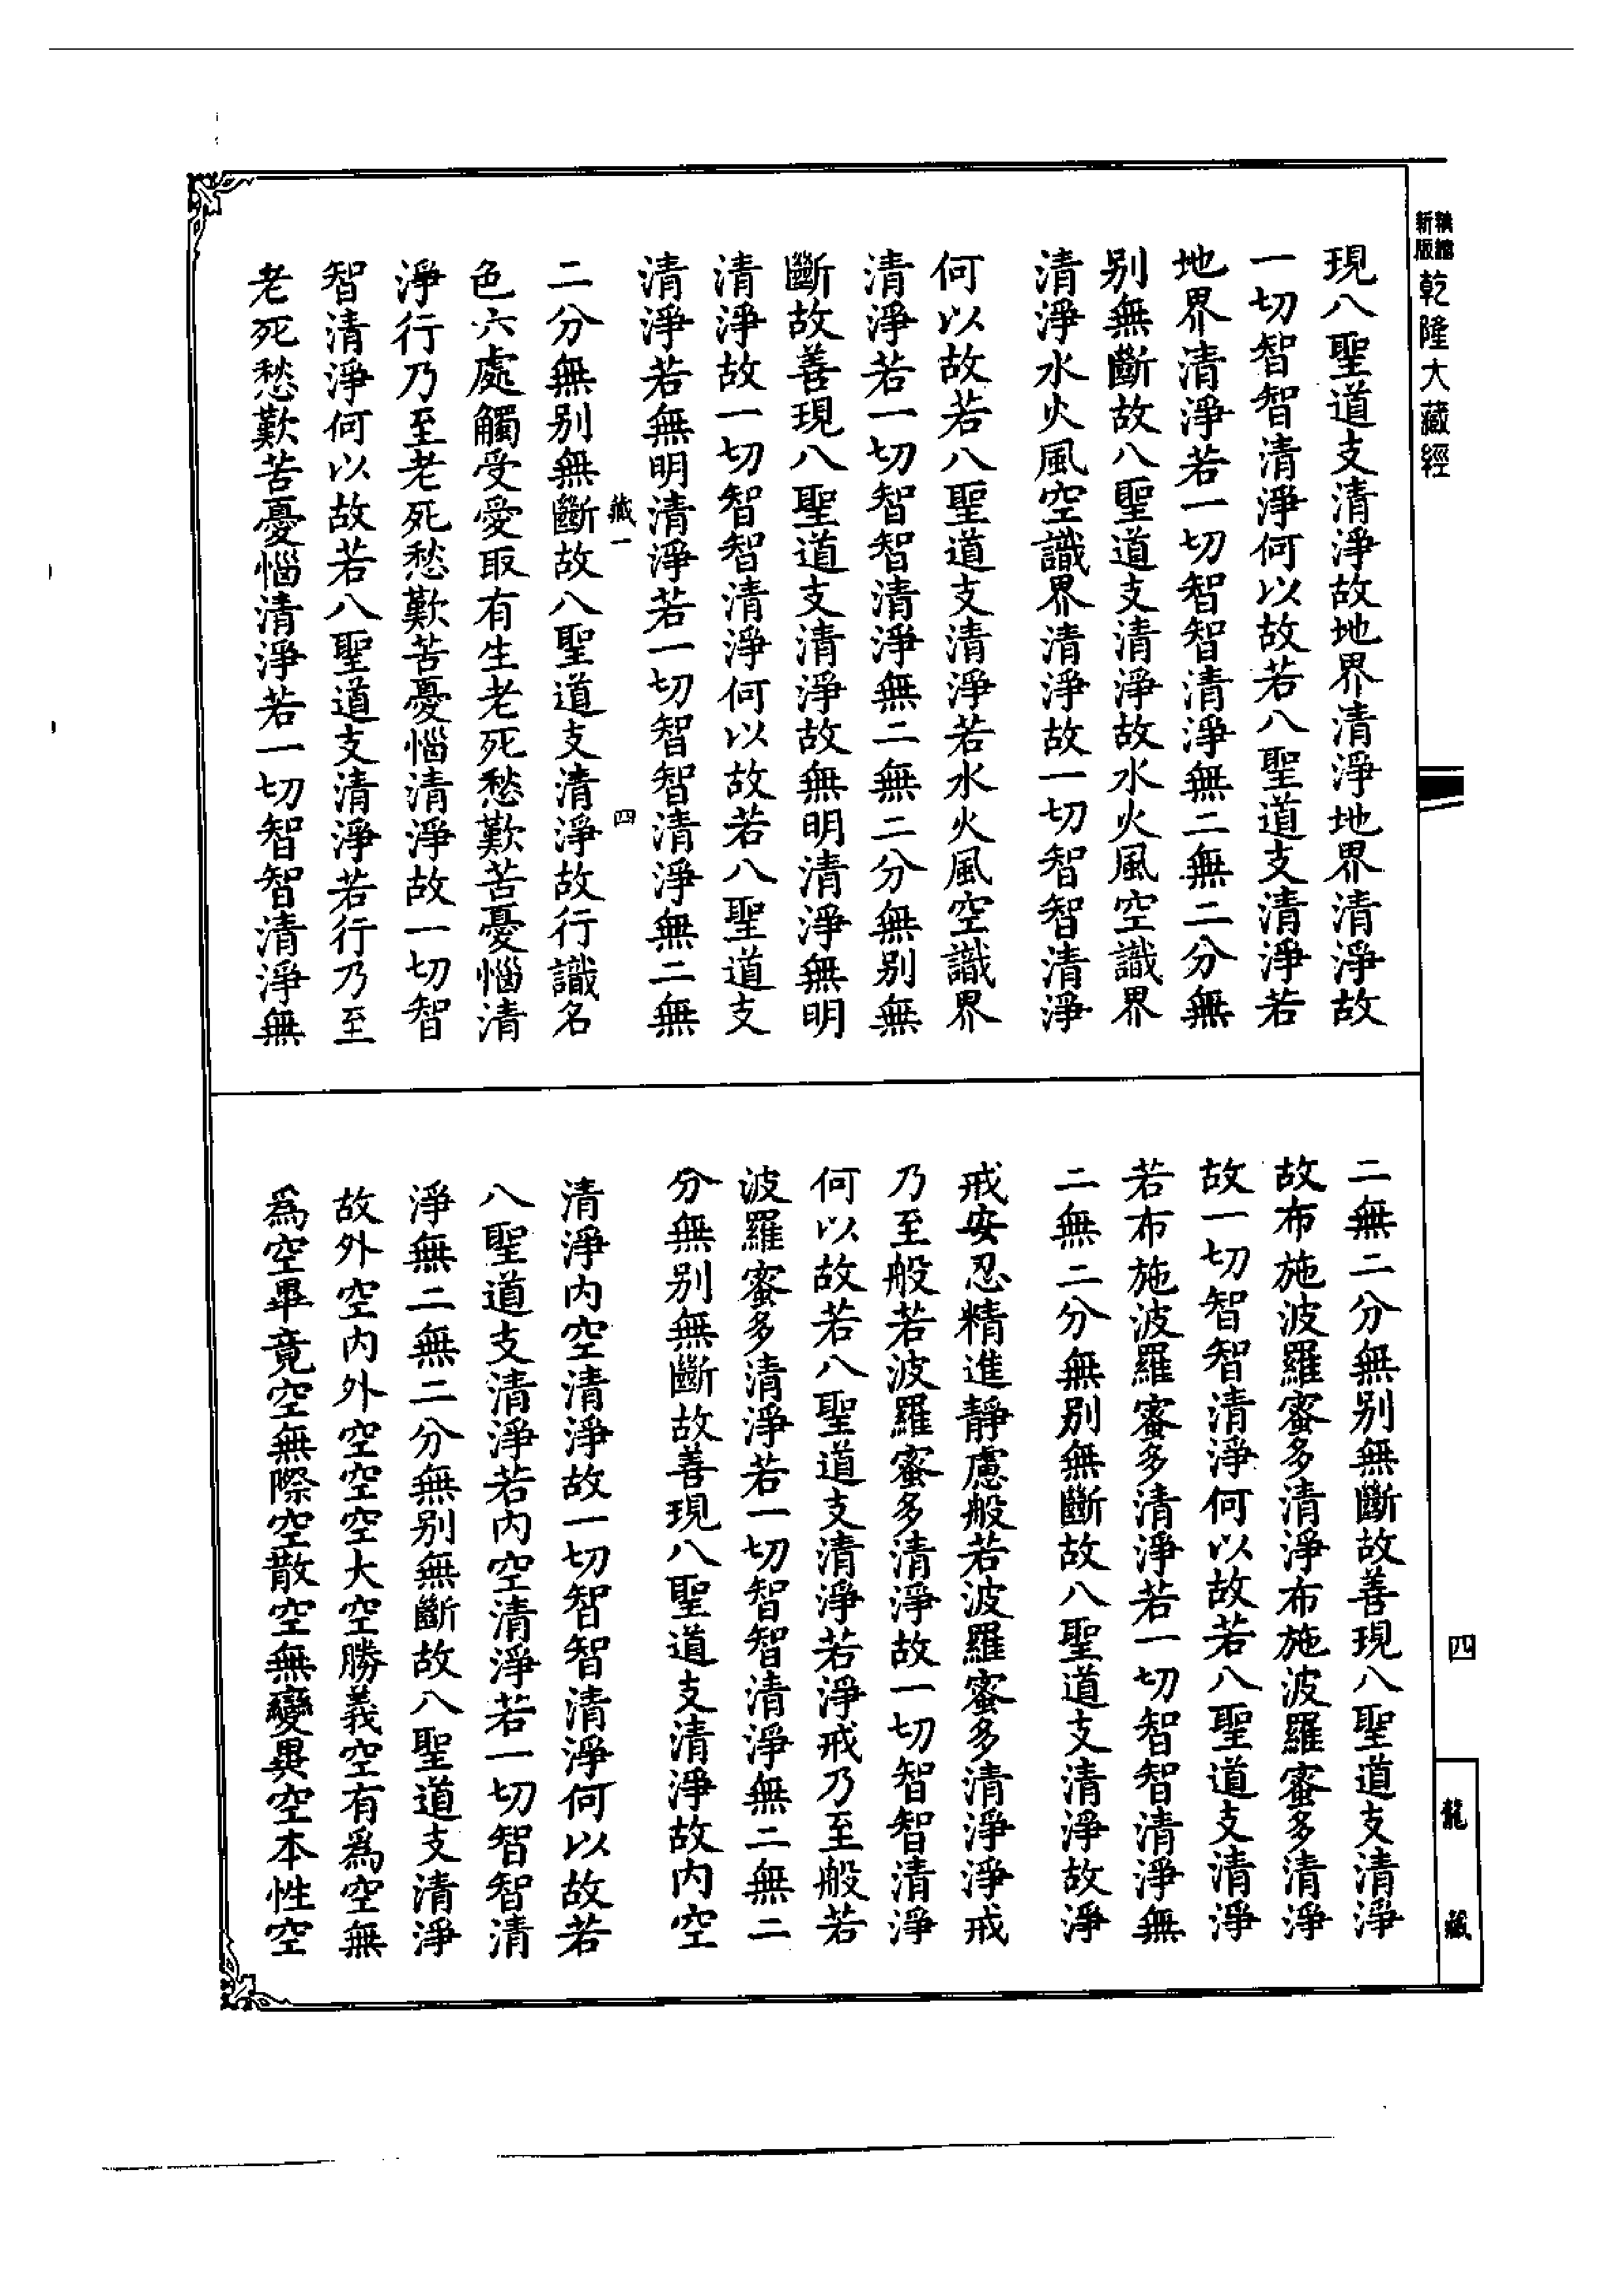 新版
精縮
乾隆大藏經
現八聖道支清淨故地界清淨地界清淨故
一切智智清淨何以故若八聖道支清淨若
地界清淨若一切智智清淨無二無二分無
別無斷故八聖道支清淨故水火風空識界
清淨水火風空識界清淨故一切智智清淨
何以故若八聖道支清淨若水火風空識界
清淨若一切智智清淨無二無二分無別無
斷故善現八聖道支清淨故無明清淨無明
清淨故一切智智清淨何以故若八聖道支
清淨若無明清淨若一切智智清淨無二無
藏一
四
二分無別無斷故八聖道支清淨故行識名
色六處觸受愛取有生老死愁歎苦憂惱清
淨行乃至老死愁歎苦憂惱清淨故一切智
智清淨何以故若八聖道支清淨若行乃至
老死愁歎苦憂惱清淨若一切智智清淨無
二無二分無別無斷故善現八聖道支清淨
故布施波羅蜜多清淨布施波羅蜜多清淨
故一切智智清淨何以故若八聖道支清淨
若布施波羅蜜多清淨若一切智智清淨無
二無二分無別無斷故八聖道支清淨故淨
戒安忍精進靜慮般若波羅蜜多清淨淨戒
乃至般若波羅蜜多清淨故一切智智清淨
何以故若八聖道支清淨若淨戒乃至般若
波羅蜜多清淨若一切智智清淨無二無二
分無別無斷故善現八聖道支清淨故內空
清淨內空清淨故一切智智清淨何以故若
八聖道支清淨若內空清淨若一切智智清
淨無二無二分無別無斷故八聖道支清淨
故外空內外空空空大空勝義空有為空無
為空畢竟空無際空散空無變異空本性空
四
龍藏